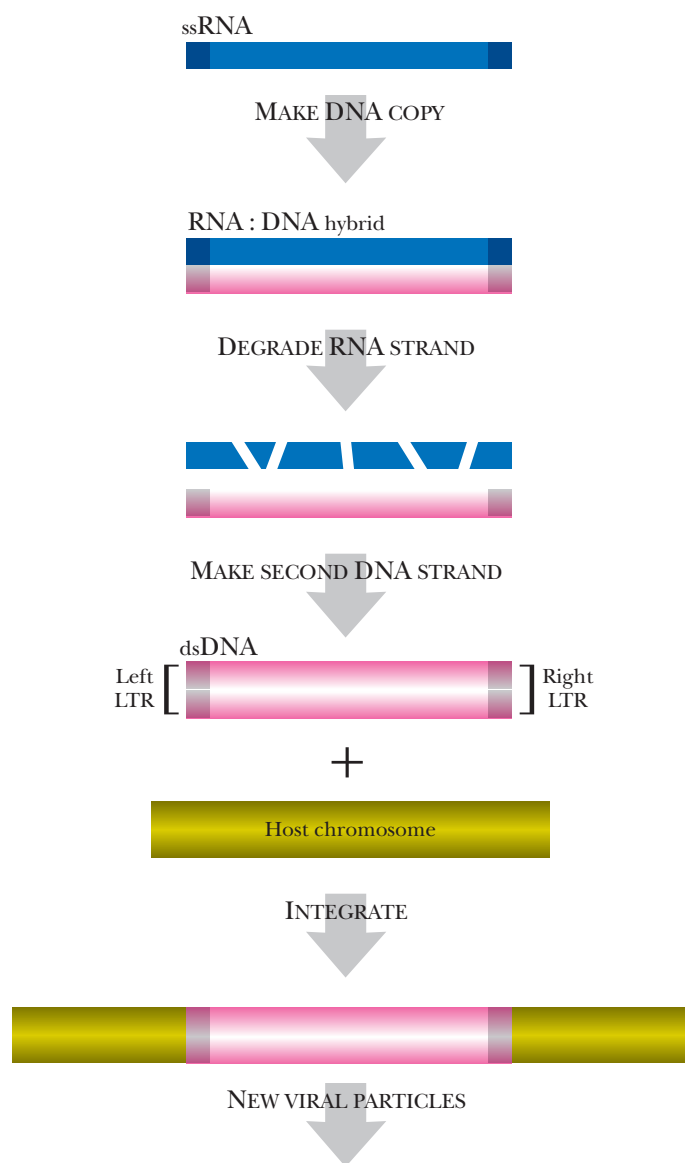 ssRNA
MAKE DNA COPY
RNA : DNA hybrid
DEGRADE RNA STRAND
MAKE SECOND DNA STRAND
dsDNA
Left
LTR
Right
LTR
+
Host chromosome
INTEGRATE
NEW VIRAL PARTICLES